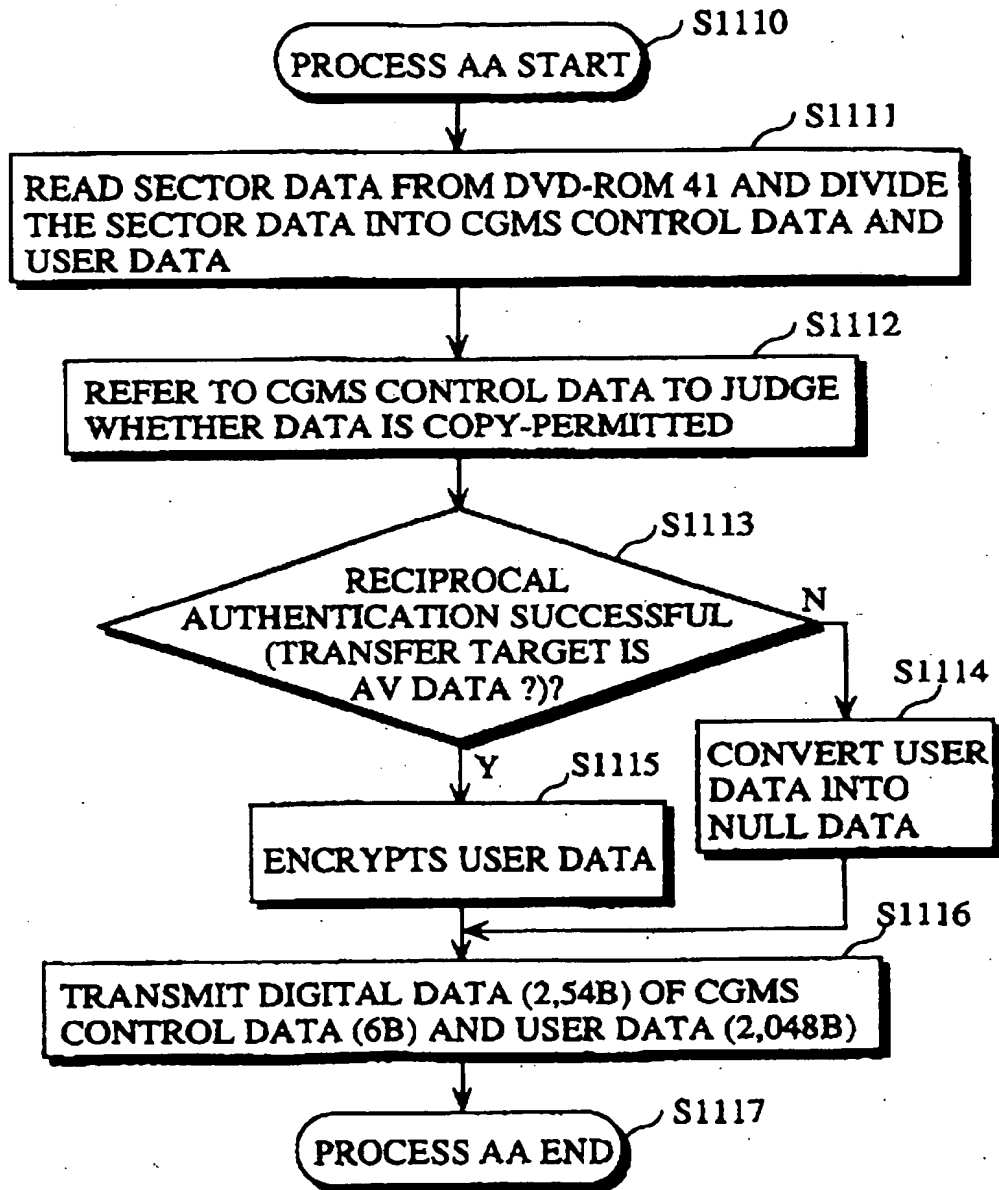 S1110
PROCESS AA START
S1111
READ SECTOR DATA FROM DVD-ROM 41 AND DIVIDE
THE SECTOR DATA INTO CGMS CONTROL DATA AND
USER DATA
S1112
REFER TO CGMS CONTROL DATA TO JUDGE
WHETHER DATA IS COPY-PERMITTED
S1113
RECIPROCAL
AUTHENTICATION SUCCESSFUL
(TRANSFER TARGET IS
AV DATA ?)?
N
S1114
CONVERT USER
DATA INTO
NULL DATA
Y
S1115
ENCRYPTS USER DATA
S1116
TRANSMIT DIGITAL DATA (2,54B) OF CGMS
CONTROL DATA (6B) AND USER DATA (2,048B)
S1117
PROCESS AA END